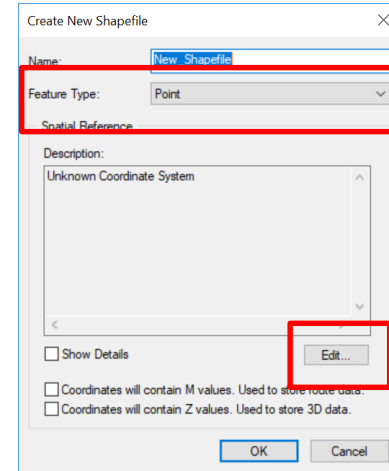 Create New Shapefile
Name: New_Shapefile
Feature Type: Point
Spatial Reference
Description:
Unknown Coordinate System
Show Details
Edit...
Coordinates will contain M values. Used to store route data.
Coordinates will contain Z values. Used to store 3D data.
OK Cancel